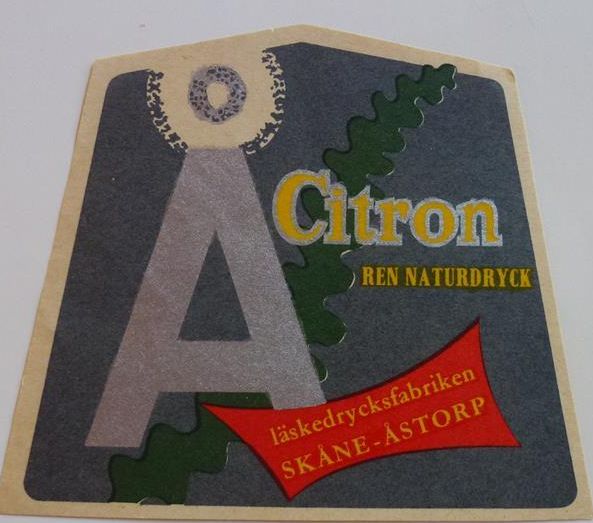 Å
Citron
REN NATURDRYCK
läskedrycksfabriken
SKÅNE-ÅSTORP